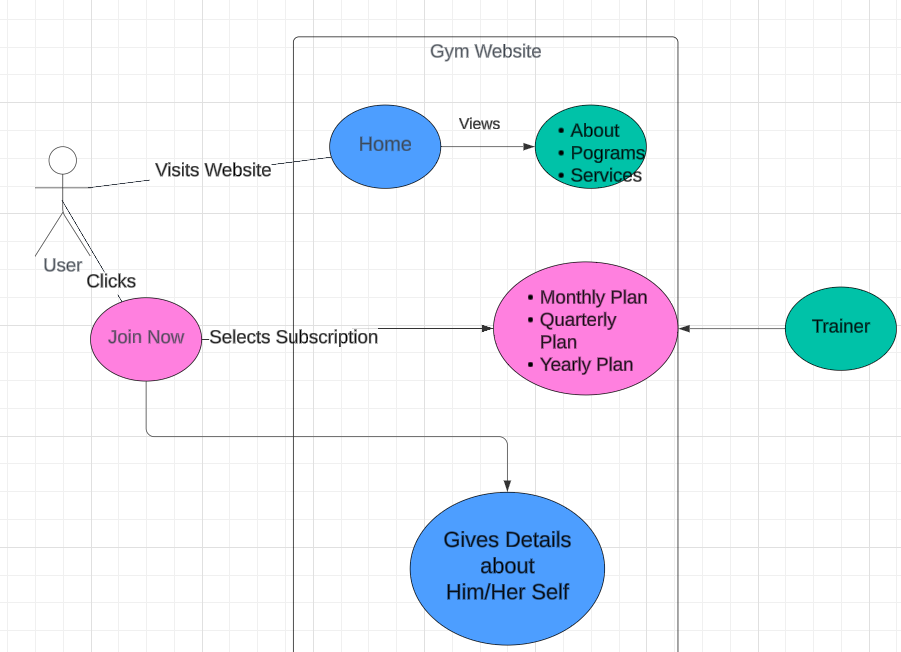 Gym Website
Home
Views
• About
• Pograms
• Services
Visits Website
User
Clicks
Join Now
Selects Subscription
• Monthly Plan
• Quarterly
Plan
• Yearly Plan
Trainer
Gives Details
about
Him/Her Self